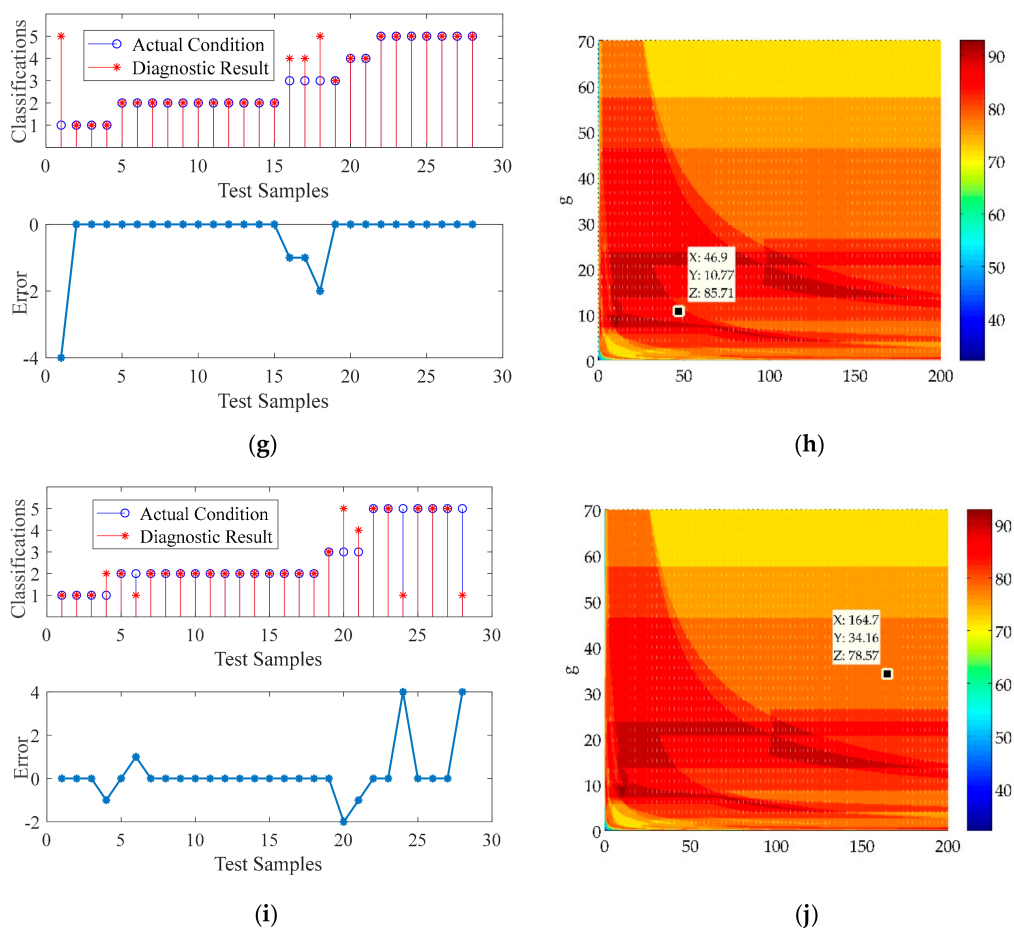 5
4
3
2
1
Classifications
Actual Condition
Diagnostic Result
0 5 10 15 20 25 30
Test Samples
0
-2
-4
Error
0 5 10 15 20 25 30
Test Samples
(g)
70
60
50
40
30
20
10
0
g
X: 46.9
Y: 10.77
Z: 85.71
0 50 100 150 200
90
80
70
60
50
40
(h)
5
4
3
2
1
Classifications
Actual Condition
Diagnostic Result
0 5 10 15 20 25 30
Test Samples
4
2
0
-2
Error
0 5 10 15 20 25 30
Test Samples
(i)
70
60
50
40
30
20
10
0
g
X: 164.7
Y: 34.16
Z: 78.57
0 50 100 150 200
90
80
70
60
50
40
(j)